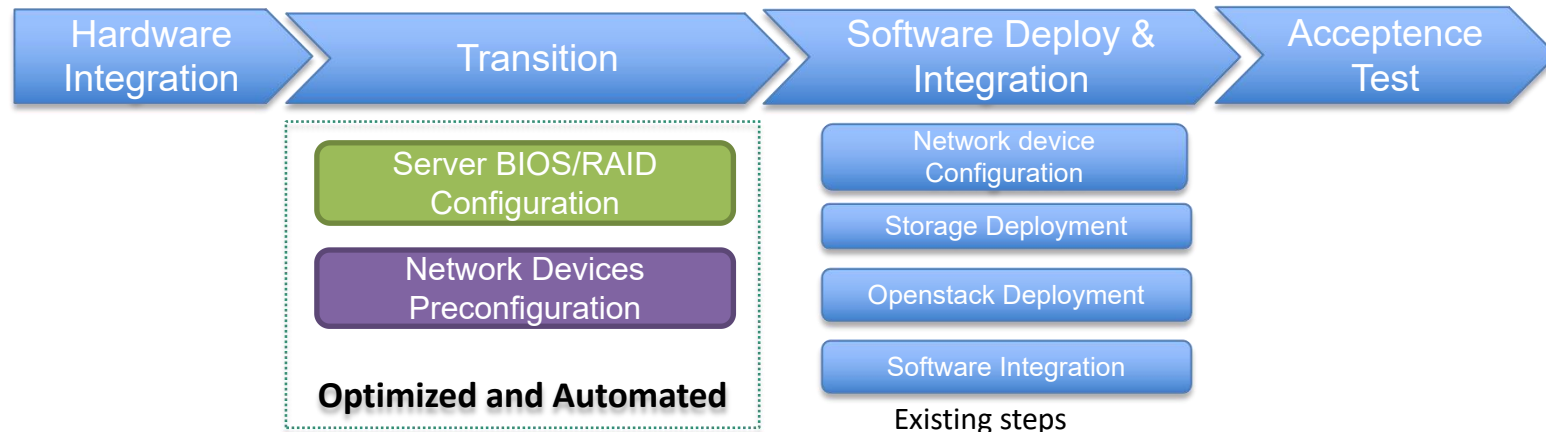 Hardware
Integration
Transition
Software Deploy &
Integration
Acceptence
Test
Server BIOS/RAID
Configuration
Network Devices
Preconfiguration
Optimized and Automated
Network device
Configuration
Storage Deployment
Openstack Deployment
Software Integration
Existing steps